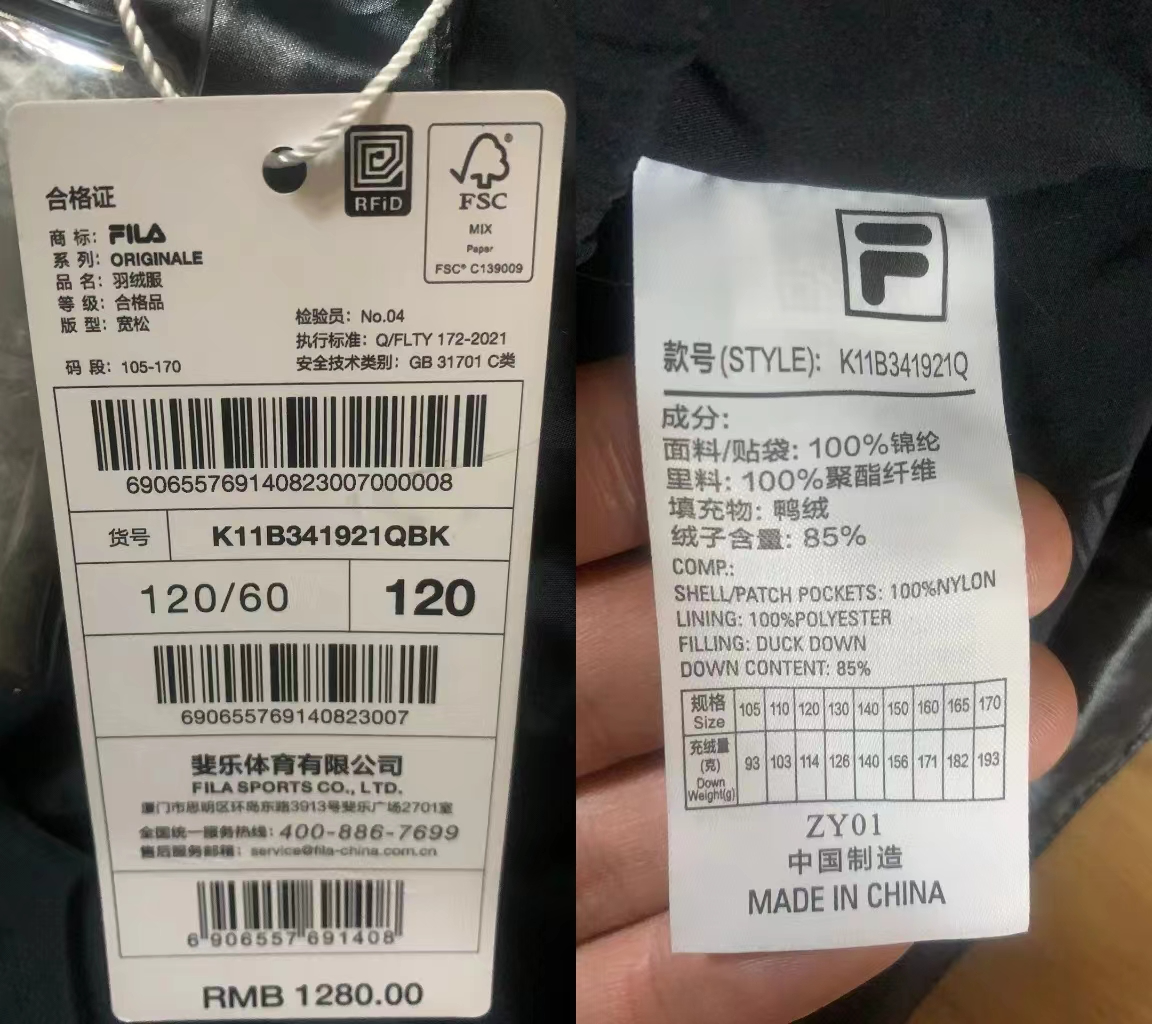 RFiD
FSC®
MIX
Paper
FSC® C139009
合格证
商 标: FILA
系 列: ORIGINALE
品 名: 羽绒服
等 级: 合格品
版 型: 宽松
码 段: 105-170
检验员: No.04
执行标准: Q/FLTY 172-2021
安全技术类别: GB 31701 C类
690655769140823007000008
货号 K11B341921QBK
120/60 120
690655769140823007
斐乐体育有限公司
FILA SPORTS CO., LTD.
厦门市思明区环岛东路3913号斐乐广场2701室
全国统一服务热线: 400-886-7699
售后服务邮箱: service@fila-china.com.cn
6 906557 691408
RMB 1280.00
F
款号(STYLE): K11B341921Q
成分:
面料/贴袋: 100%锦纶
里料: 100%聚酯纤维
填充物: 鸭绒
绒子含量: 85%
COMP.:
SHELL/PATCH POCKETS: 100%NYLON
LINING: 100%POLYESTER
FILLING: DUCK DOWN
DOWN CONTENT: 85%
规格 Size 105 110 120 130 140 150 160 165 170
充绒量(克) Down Weight(g) 93 103 114 126 140 156 171 182 193
ZY01
中国制造
MADE IN CHINA